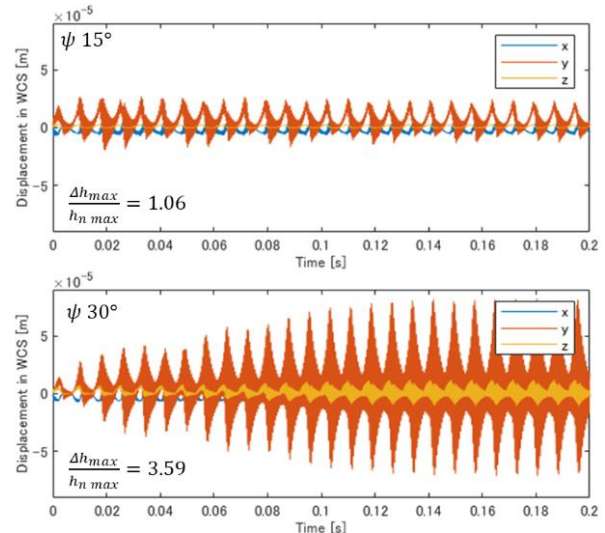 ×10⁻⁵
ψ 15°
x
y
z
Displacement in WCS [m]
5
0
-5
Δh_max / h_n max = 1.06
0 0.02 0.04 0.06 0.08 0.1 0.12 0.14 0.16 0.18 0.2
Time [s]
×10⁻⁵
ψ 30°
x
y
z
Displacement in WCS [m]
5
0
-5
Δh_max / h_n max = 3.59
0 0.02 0.04 0.06 0.08 0.1 0.12 0.14 0.16 0.18 0.2
Time [s]